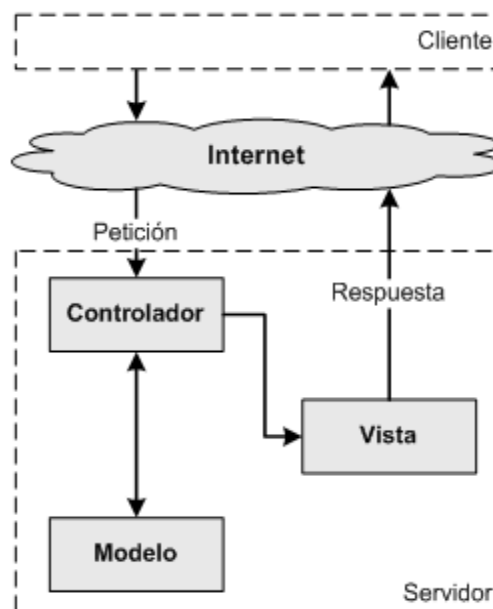 Cliente
Internet
Petición
Controlador
Respuesta
Vista
Modelo
Servidor